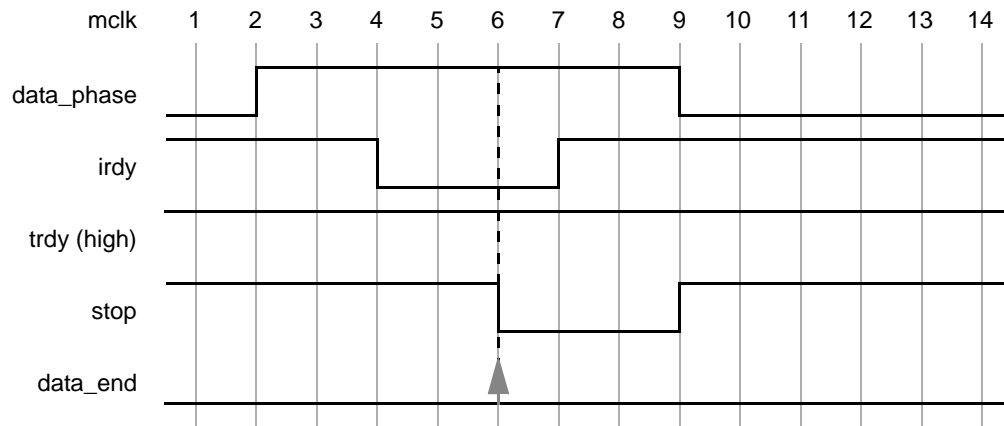 mclk 1 2 3 4 5 6 7 8 9 10 11 12 13 14
data_phase
irdy
trdy (high)
stop
data_end